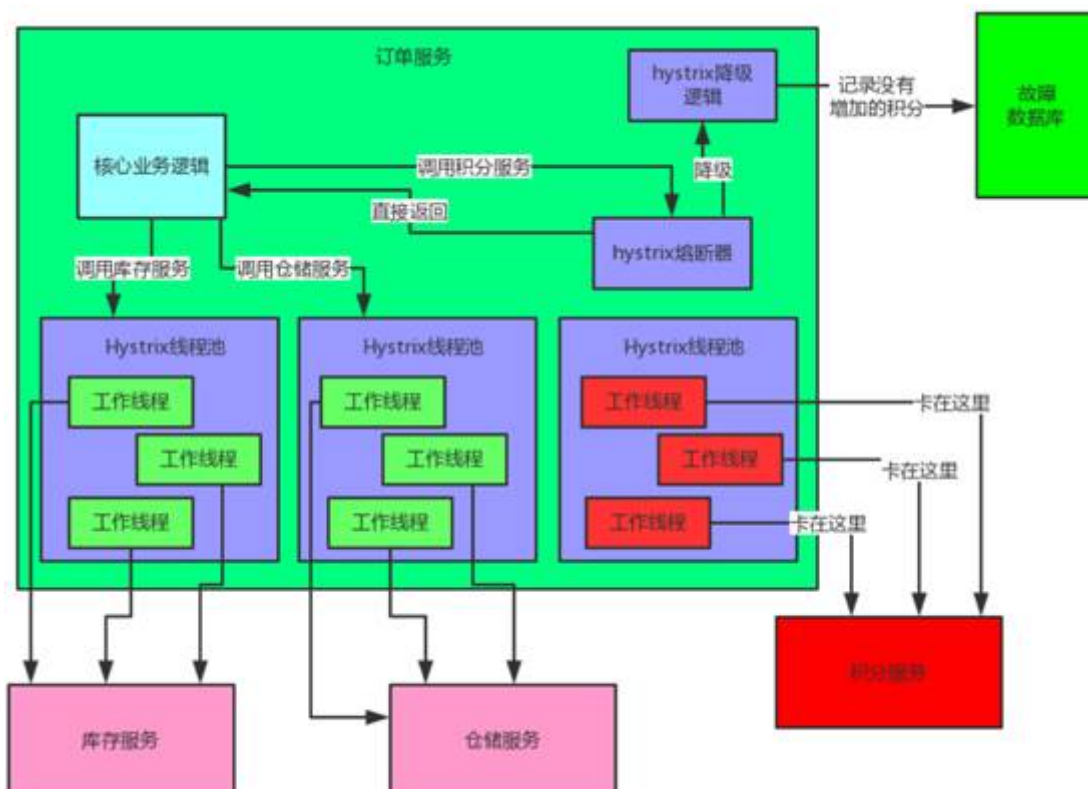 订单服务
hystrix降级
逻辑
记录没有
增加的积分
故障
数据库
核心业务逻辑
调用积分服务
降级
直接返回
hystrix熔断器
调用库存服务
调用仓储服务
Hystrix线程池
工作线程
工作线程
工作线程
Hystrix线程池
工作线程
工作线程
工作线程
Hystrix线程池
工作线程
工作线程
工作线程
卡在这里
卡在这里
卡在这里
库存服务
仓储服务
积分服务